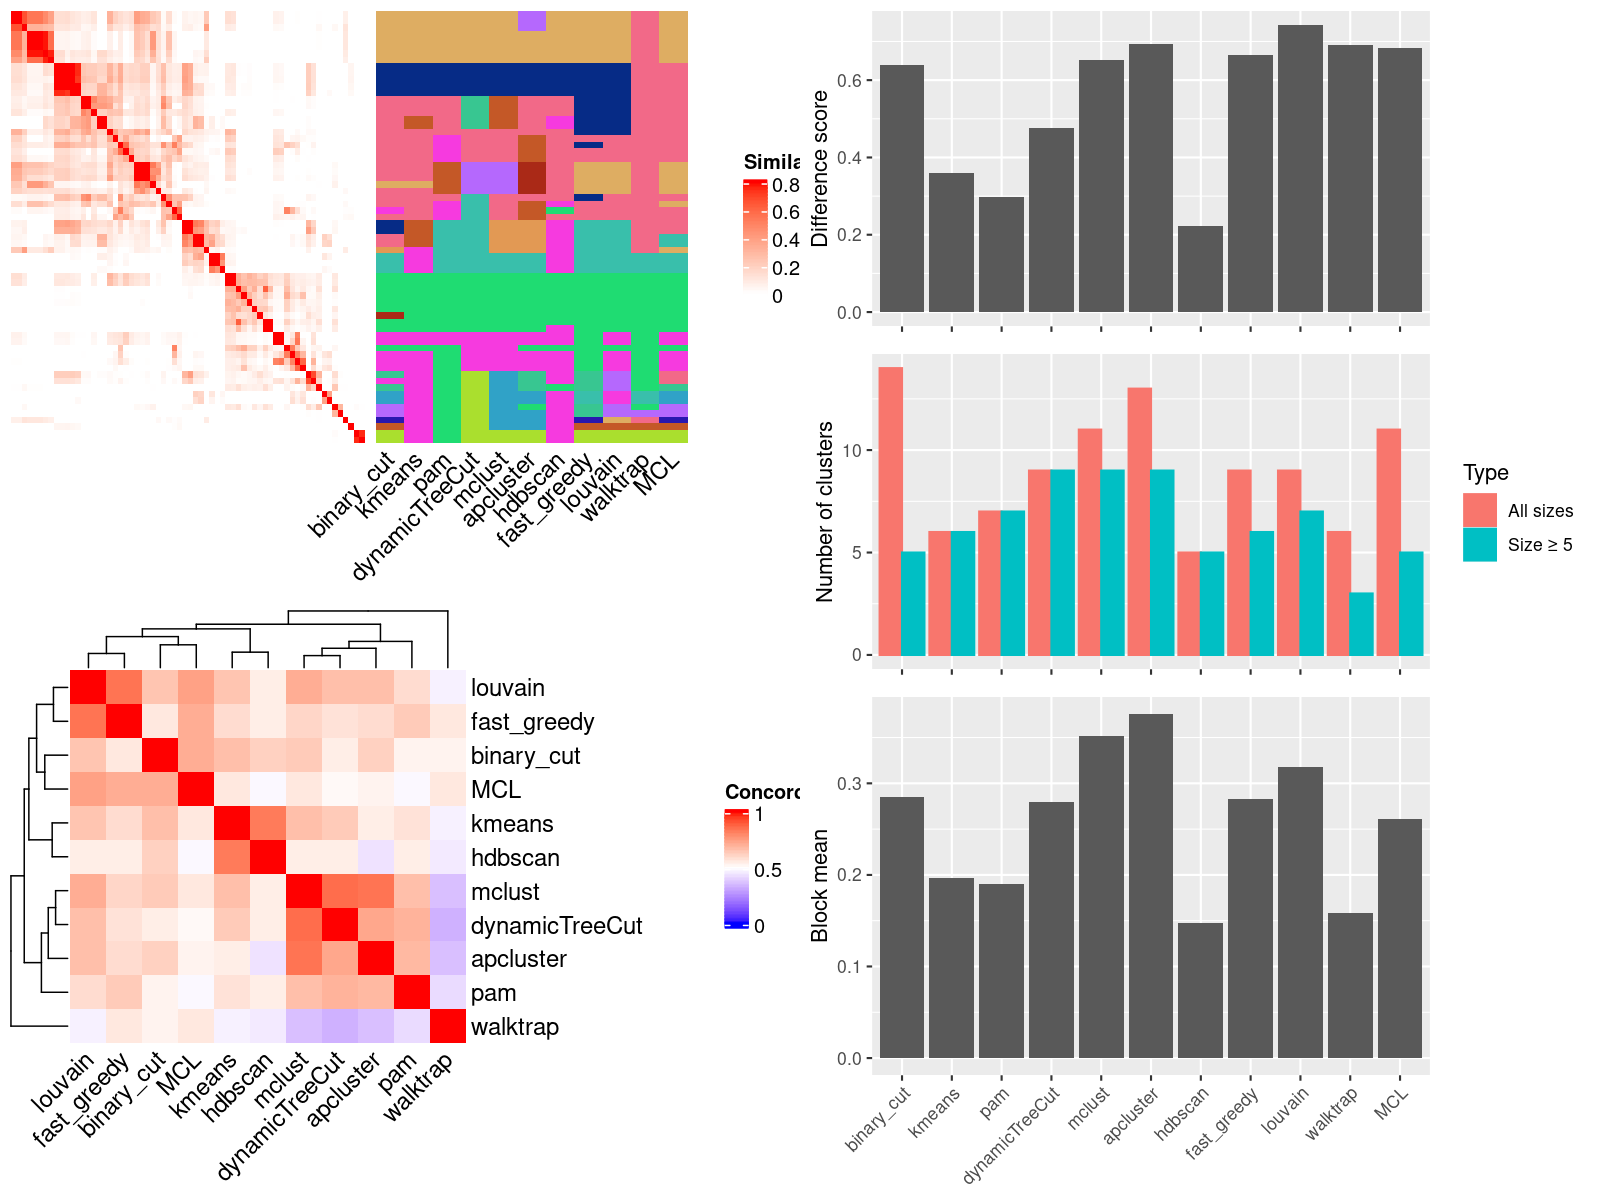 Simila
0.8
0.6
0.4
0.2
0
binary_cut
kmeans
pam
dynamicTreeCut
mclust
apcluster
hdbscan
fast_greedy
louvain
walktrap
MCL
Difference score
0.6
0.4
0.2
0.0
Number of clusters
10
5
0
Type
All sizes
Size ≥ 5
louvain
fast_greedy
binary_cut
MCL
kmeans
hdbscan
mclust
dynamicTreeCut
apcluster
pam
walktrap
louvain
fast_greedy
binary_cut
MCL
kmeans
hdbscan
mclust
dynamicTreeCut
apcluster
pam
walktrap
Concord
1
0.5
0
Block mean
0.3
0.2
0.1
0.0
binary_cut
kmeans
pam
dynamicTreeCut
mclust
apcluster
hdbscan
fast_greedy
louvain
walktrap
MCL